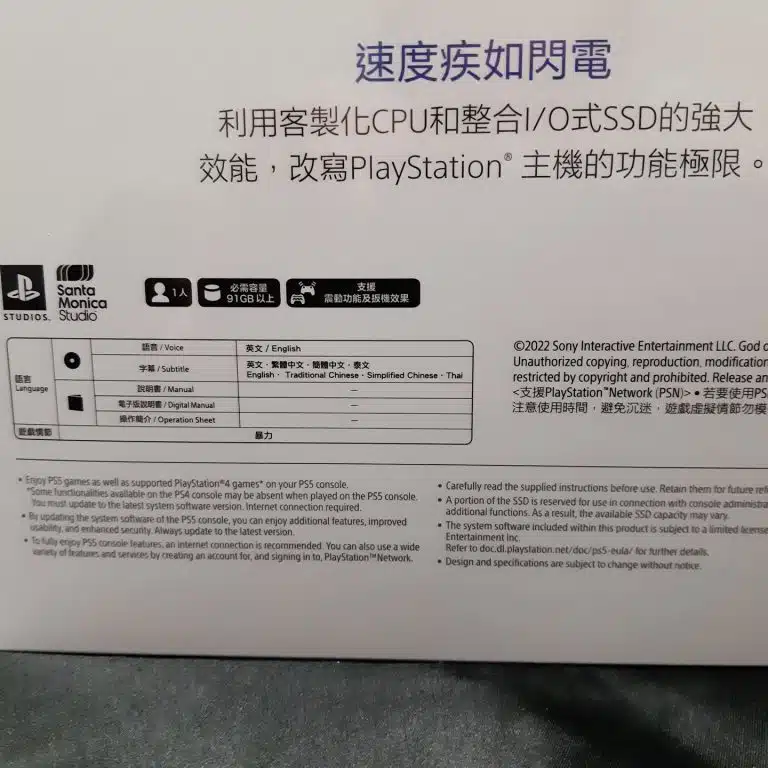 速度疾如閃電
利用客製化CPU和整合I/O式SSD的強大
效能，改寫PlayStation® 主機的功能極限。
STUDIOS.
Santa
Monica
Studio
1人
必需容量
91GB以上
支援
震動功能及扳機效果
語言
Language
語言 / Voice
英文 / English
字幕 / Subtitle
英文・繁體中文・簡體中文・泰文
English・Traditional Chinese・Simplified Chinese・Thai
說明書 / Manual
—
電子版說明書 / Digital Manual
—
操作簡介 / Operation Sheet
—
遊戲情節
暴力
©2022 Sony Interactive Entertainment LLC. God
Unauthorized copying, reproduction, modification
restricted by copyright and prohibited. Release
<支援PlayStation™Network (PSN)> • 若要使用PS
注意使用時間，避免沉迷，遊戲虛擬情節勿模
• Enjoy PS5 games as well as supported PlayStation®4 games* on your PS5 console.
*Some functionalities available on the PS4 console may be absent when played on the PS5 console.
You must update to the latest system software version. Internet connection required.
• By updating the system software of the PS5 console, you can enjoy additional features, improved
usability, and enhanced security. Always update to the latest version.
• To fully enjoy PS5 console features, an internet connection is recommended. You can also use a wide
variety of features and services by creating an account for, and signing in to, PlayStation™Network.
• Carefully read the supplied instructions before use. Retain them for future
• A portion of the SSD is reserved for use in connection with console
additional functions. As a result, the available SSD capacity may vary.
• The system software included within this product is subject to a limited license
Entertainment Inc.
Refer to doc.dl.playstation.net/doc/ps5-eula/ for further details.
• Design and specifications are subject to change without notice.